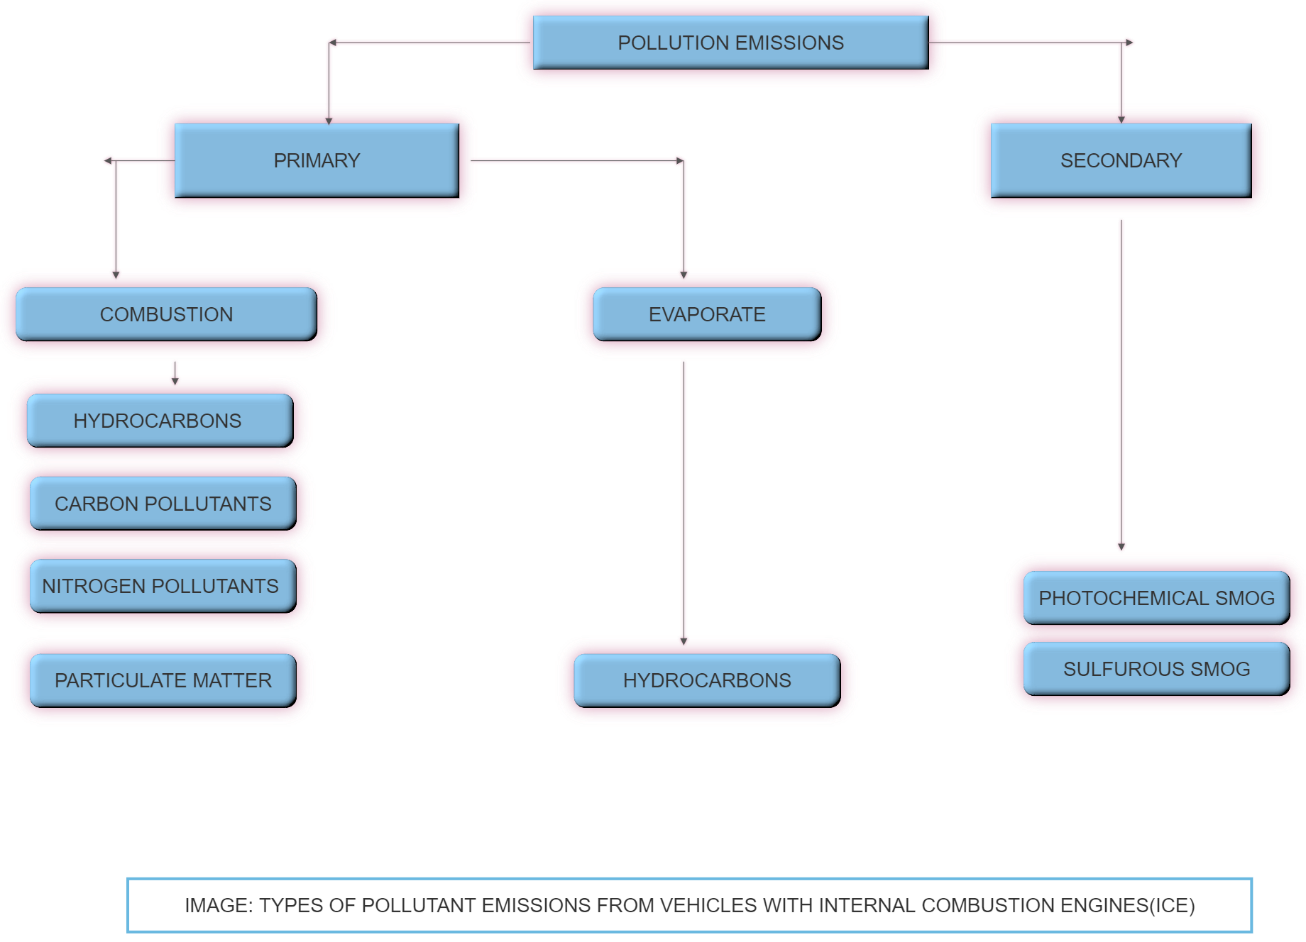 POLLUTION EMISSIONS
PRIMARY
SECONDARY
COMBUSTION
EVAPORATE
HYDROCARBONS
CARBON POLLUTANTS
NITROGEN POLLUTANTS
PHOTOCHEMICAL SMOG
SULFUROUS SMOG
PARTICULATE MATTER
HYDROCARBONS
IMAGE: TYPES OF POLLUTANT EMISSIONS FROM VEHICLES WITH INTERNAL COMBUSTION ENGINES(ICE)